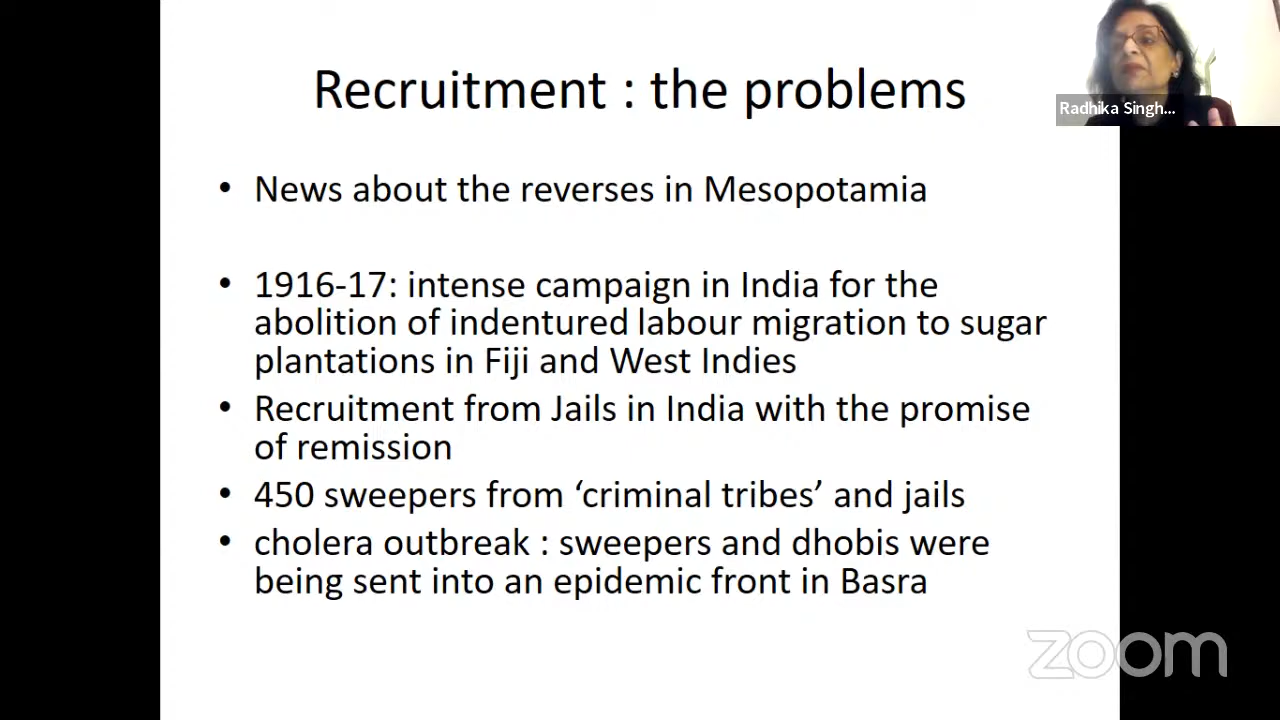 Recruitment : the problems
Radhika Singh...
• News about the reverses in Mesopotamia
• 1916-17: intense campaign in India for the
abolition of indentured labour migration to sugar
plantations in Fiji and West Indies
• Recruitment from Jails in India with the promise
of remission
• 450 sweepers from ‘criminal tribes’ and jails
• cholera outbreak : sweepers and dhobis were
being sent into an epidemic front in Basra
zoom